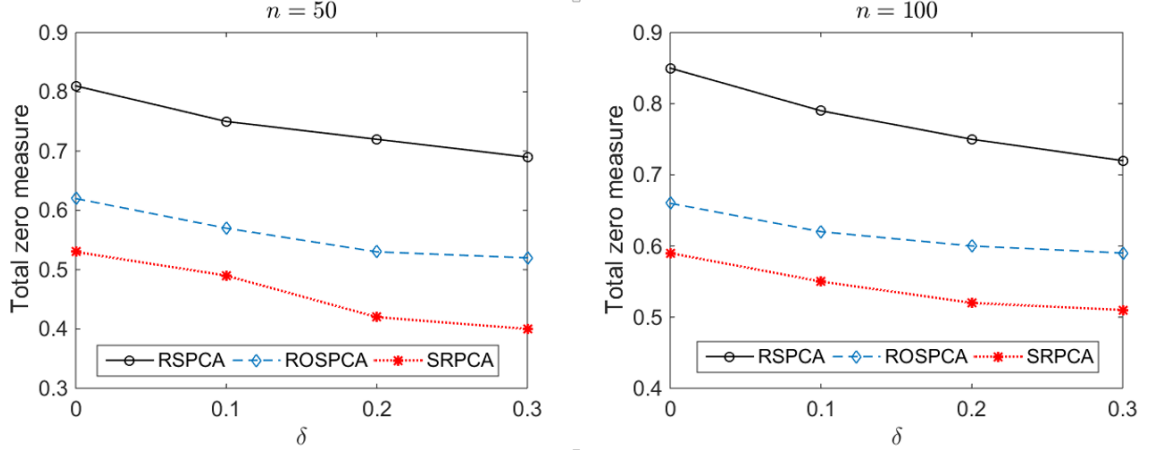 n = 50
Total zero measure
0.9
0.8
0.7
0.6
0.5
0.4
0.3
RSPCA ROSPCA SRPCA
0 0.1 0.2 0.3
δ
n = 100
Total zero measure
0.9
0.8
0.7
0.6
0.5
0.4
RSPCA ROSPCA SRPCA
0 0.1 0.2 0.3
δ